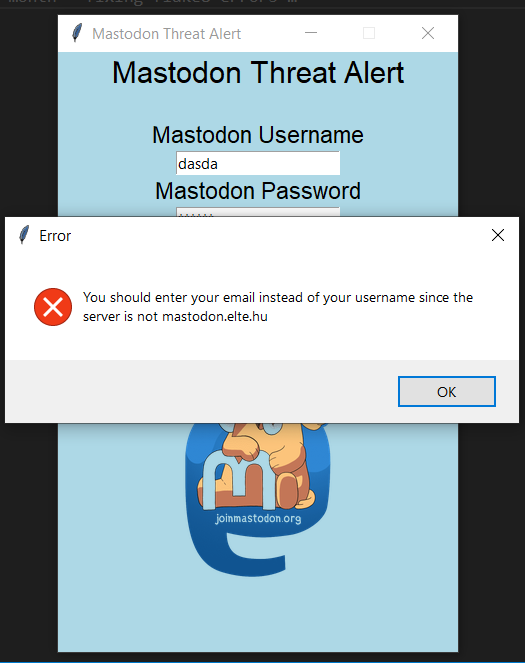 Mastodon Threat Alert
Mastodon Threat Alert
Mastodon Username
dasda
Mastodon Password
Error
You should enter your email instead of your username since the
server is not mastodon.elte.hu
OK
joinmastodon.org